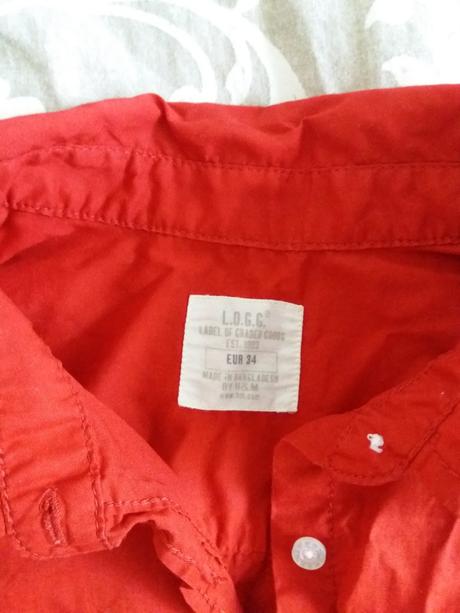 L.O.G.G.®
LABEL OF GRADED GOODS
EST. 1993
EUR 34
MADE IN BANGLADESH
BY H&M
www.hm.com